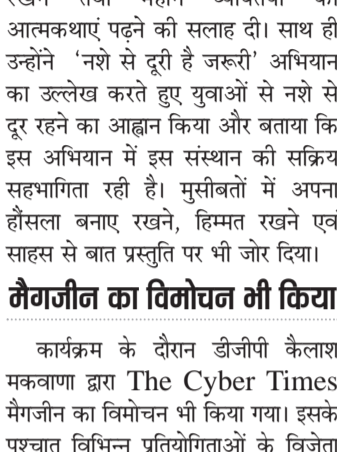 आत्मकथाएं पढ़ने की सलाह दी। साथ ही
उन्होंने 'नशे से दूरी है जरूरी' अभियान
का उल्लेख करते हुए युवाओं से नशे से
दूर रहने का आह्वान किया और बताया कि
इस अभियान में इस संस्थान की सक्रिय
सहभागिता रही है। मुसीबतों में अपना
हौंसला बनाए रखने, हिम्मत रखने एवं
साहस से बात प्रस्तुति पर भी जोर दिया।
मैगजीन का विमोचन भी किया
कार्यक्रम के दौरान डीजीपी कैलाश
मकवाणा द्वारा The Cyber Times
मैगजीन का विमोचन भी किया गया। इसके
पश्चात विभिन्न प्रतियोगिताओं के विजेता